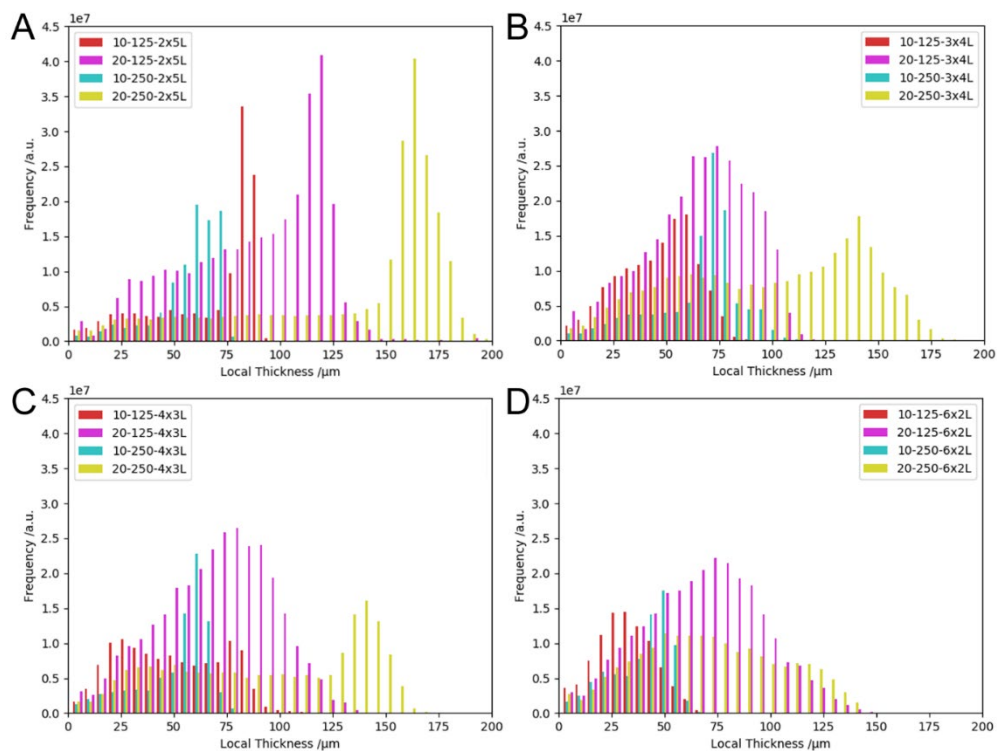 A
1e7
4.5
4.0
3.5
3.0
2.5
2.0
1.5
1.0
0.5
0.0
Frequency /a.u.
10-125-2x5L
20-125-2x5L
10-250-2x5L
20-250-2x5L
0 25 50 75 100 125 150 175 200
Local Thickness /µm
B
1e7
4.5
4.0
3.5
3.0
2.5
2.0
1.5
1.0
0.5
0.0
Frequency /a.u.
10-125-3x4L
20-125-3x4L
10-250-3x4L
20-250-3x4L
0 25 50 75 100 125 150 175 200
Local Thickness /µm
C
1e7
4.5
4.0
3.5
3.0
2.5
2.0
1.5
1.0
0.5
0.0
Frequency /a.u.
10-125-4x3L
20-125-4x3L
10-250-4x3L
20-250-4x3L
0 25 50 75 100 125 150 175 200
Local Thickness /µm
D
1e7
4.5
4.0
3.5
3.0
2.5
2.0
1.5
1.0
0.5
0.0
Frequency /a.u.
10-125-6x2L
20-125-6x2L
10-250-6x2L
20-250-6x2L
0 25 50 75 100 125 150 175 200
Local Thickness /µm